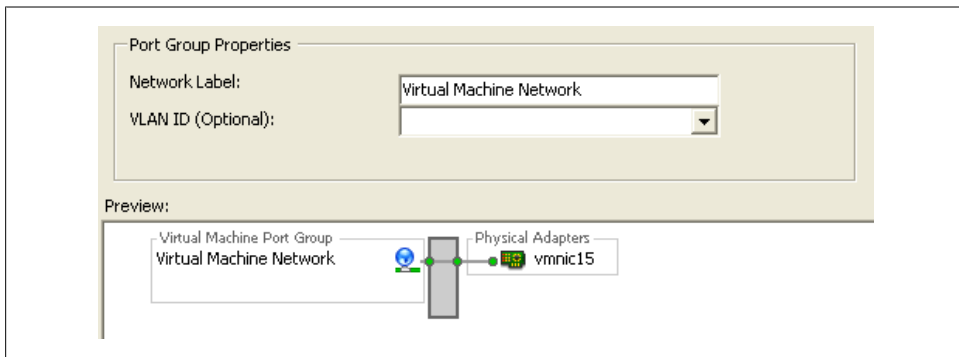 Port Group Properties
Network Label:
Virtual Machine Network
VLAN ID (Optional):
Preview:
Virtual Machine Port Group
Virtual Machine Network
Physical Adapters
vmnic15